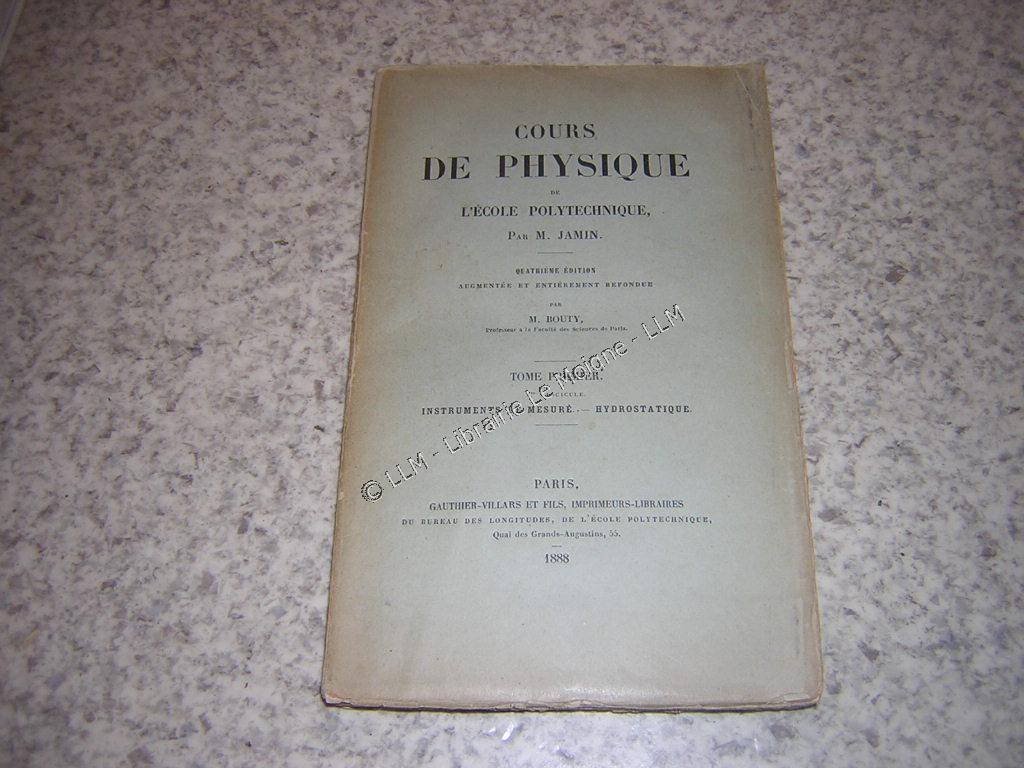 COURS
DE PHYSIQUE
DE
L'ÉCOLE POLYTECHNIQUE,
PAR M. JAMIN.
QUATRIÈME ÉDITION
AUGMENTÉE ET ENTIÈREMENT REFONDUE
PAR
M. BOUTY,
Professeur à la Faculté des Sciences de Paris.
TOME PREMIER.
FASCICULE.
INSTRUMENTS DE MESURE. — HYDROSTATIQUE.
© LLM - Librairie Le Moigne - LLM
PARIS,
GAUTHIER-VILLARS ET FILS, IMPRIMEURS-LIBRAIRES
DU BUREAU DES LONGITUDES, DE L'ÉCOLE POLYTECHNIQUE,
Quai des Grands-Augustins, 55.
1888